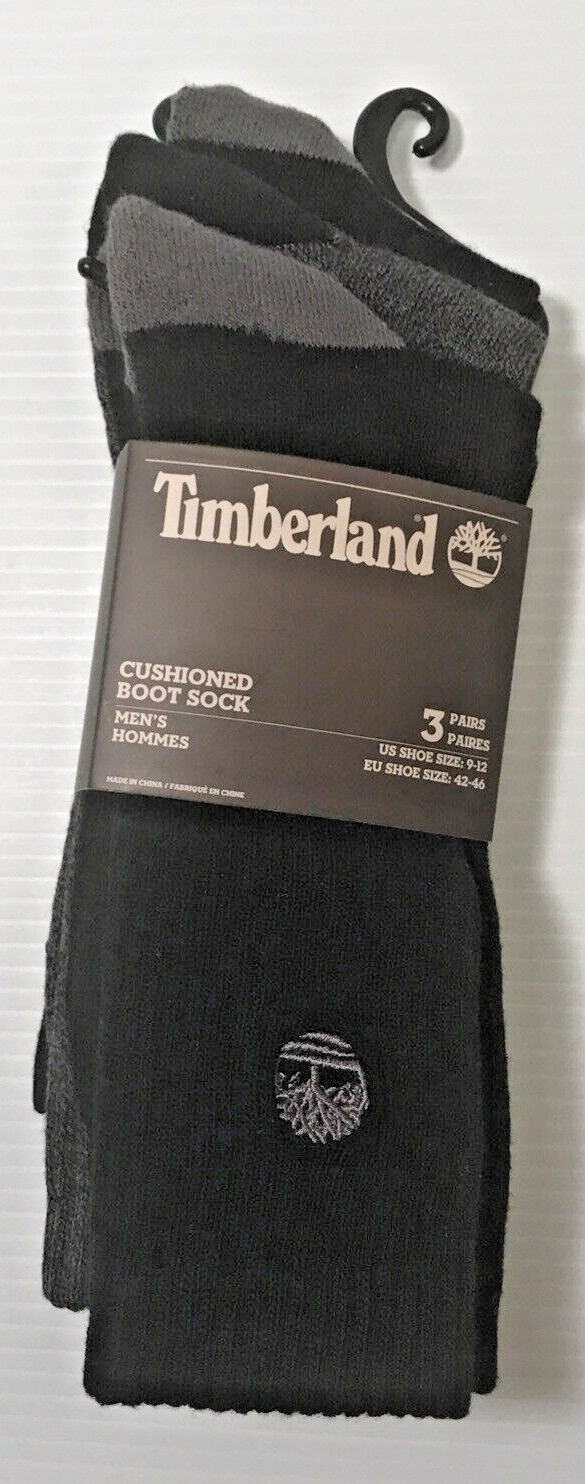 Timberland®
CUSHIONED
BOOT SOCK
MEN'S
HOMMES
3 PAIRS
PAIRES
US SHOE SIZE: 9-12
EU SHOE SIZE: 42-46
MADE IN CHINA / FABRIQUÉ EN CHINE